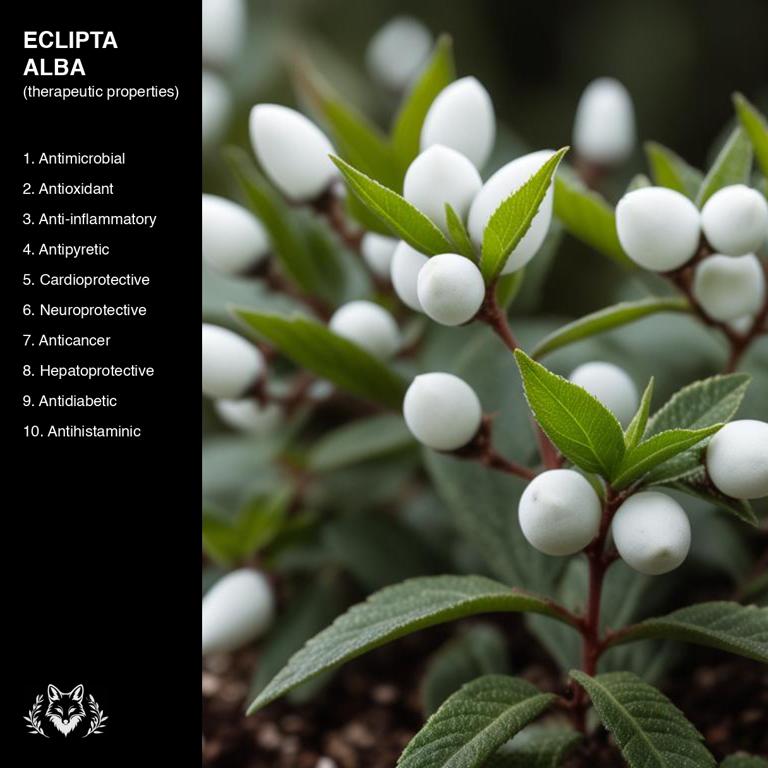 ECLIPTA
ALBA
(therapeutic properties)
1. Antimicrobial
2. Antioxidant
3. Anti-inflammatory
4. Antipyretic
5. Cardioprotective
6. Neuroprotective
7. Anticancer
8. Hepatoprotective
9. Antidiabetic
10. Antihistaminic